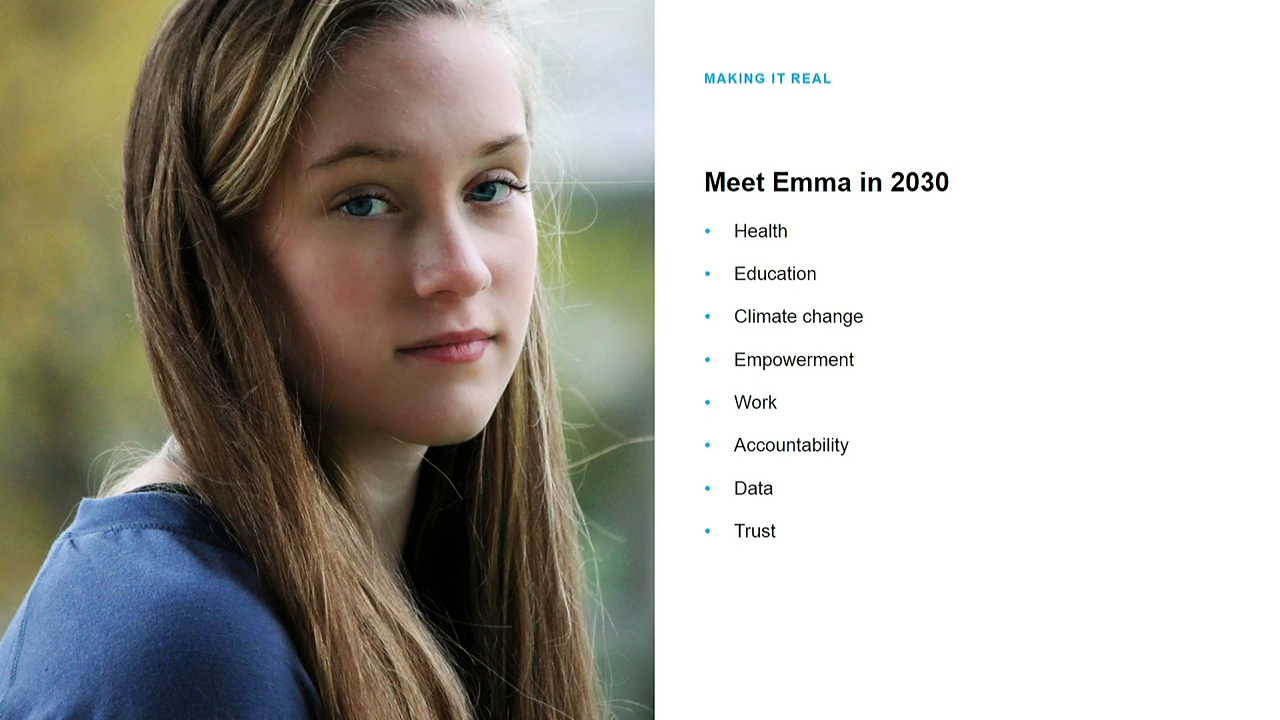 MAKING IT REAL
Meet Emma in 2030
• Health
• Education
• Climate change
• Empowerment
• Work
• Accountability
• Data
• Trust